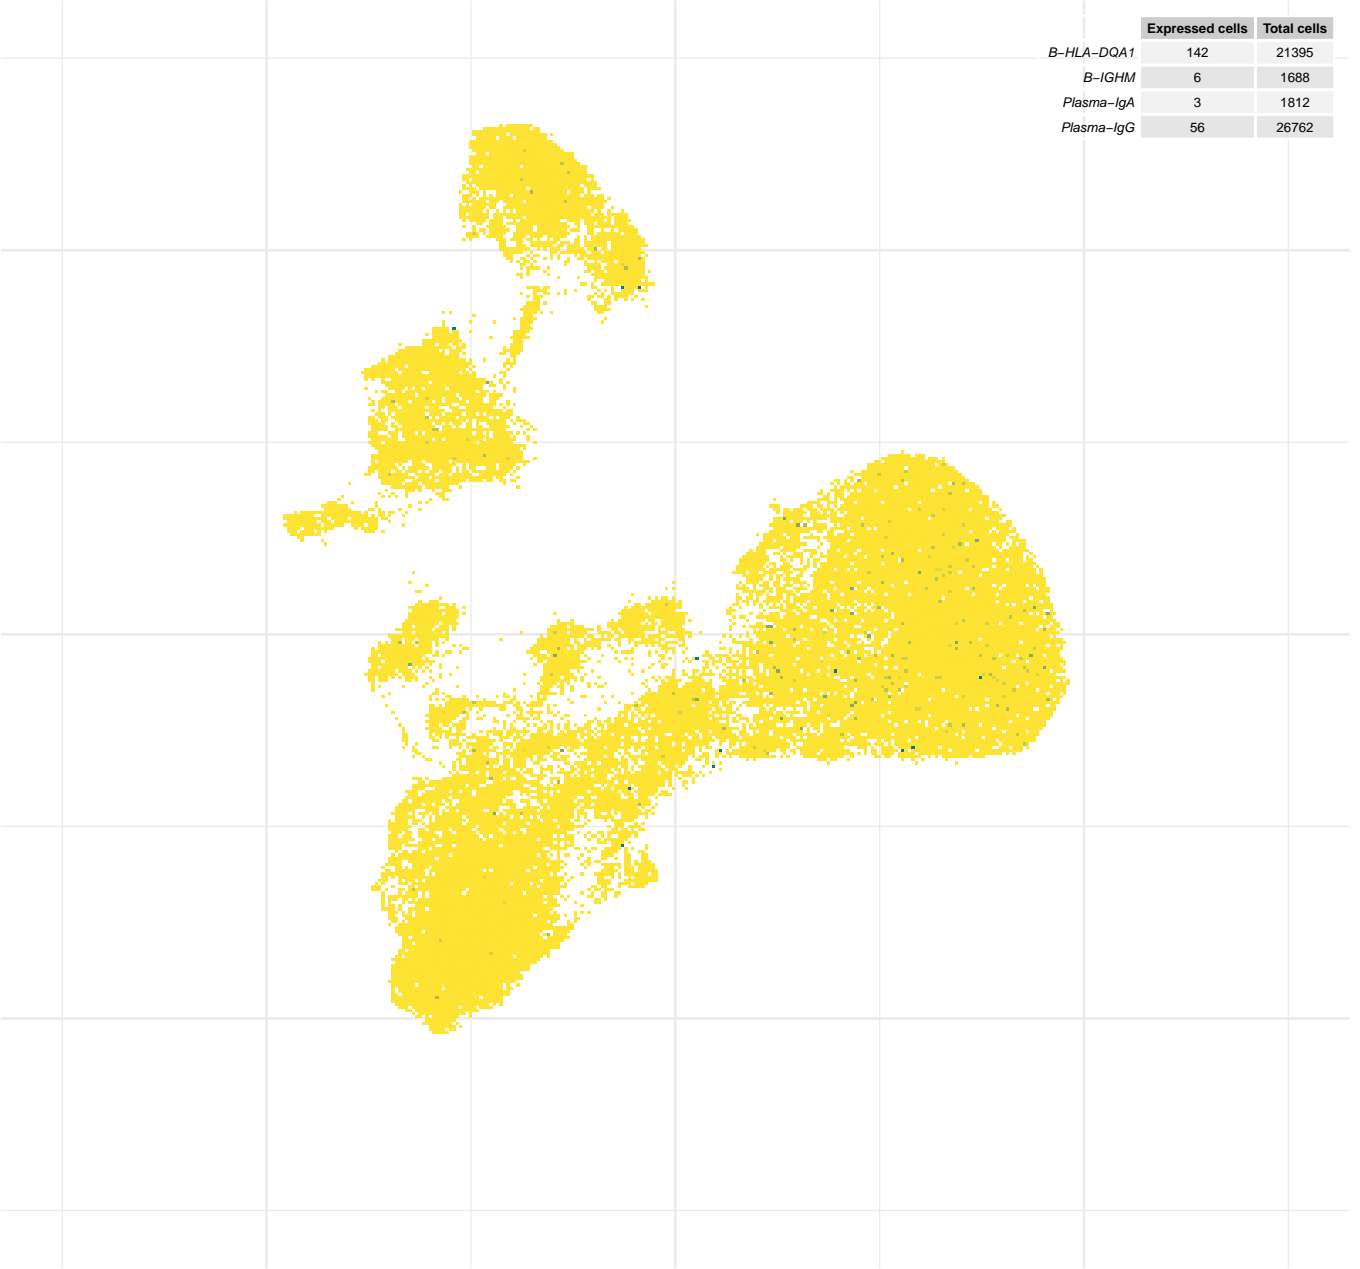 Expressed cells Total cells
B−HLA−DQA1 142 21395
B−IGHM 6 1688
Plasma−IgA 3 1812
Plasma−IgG 56 26762